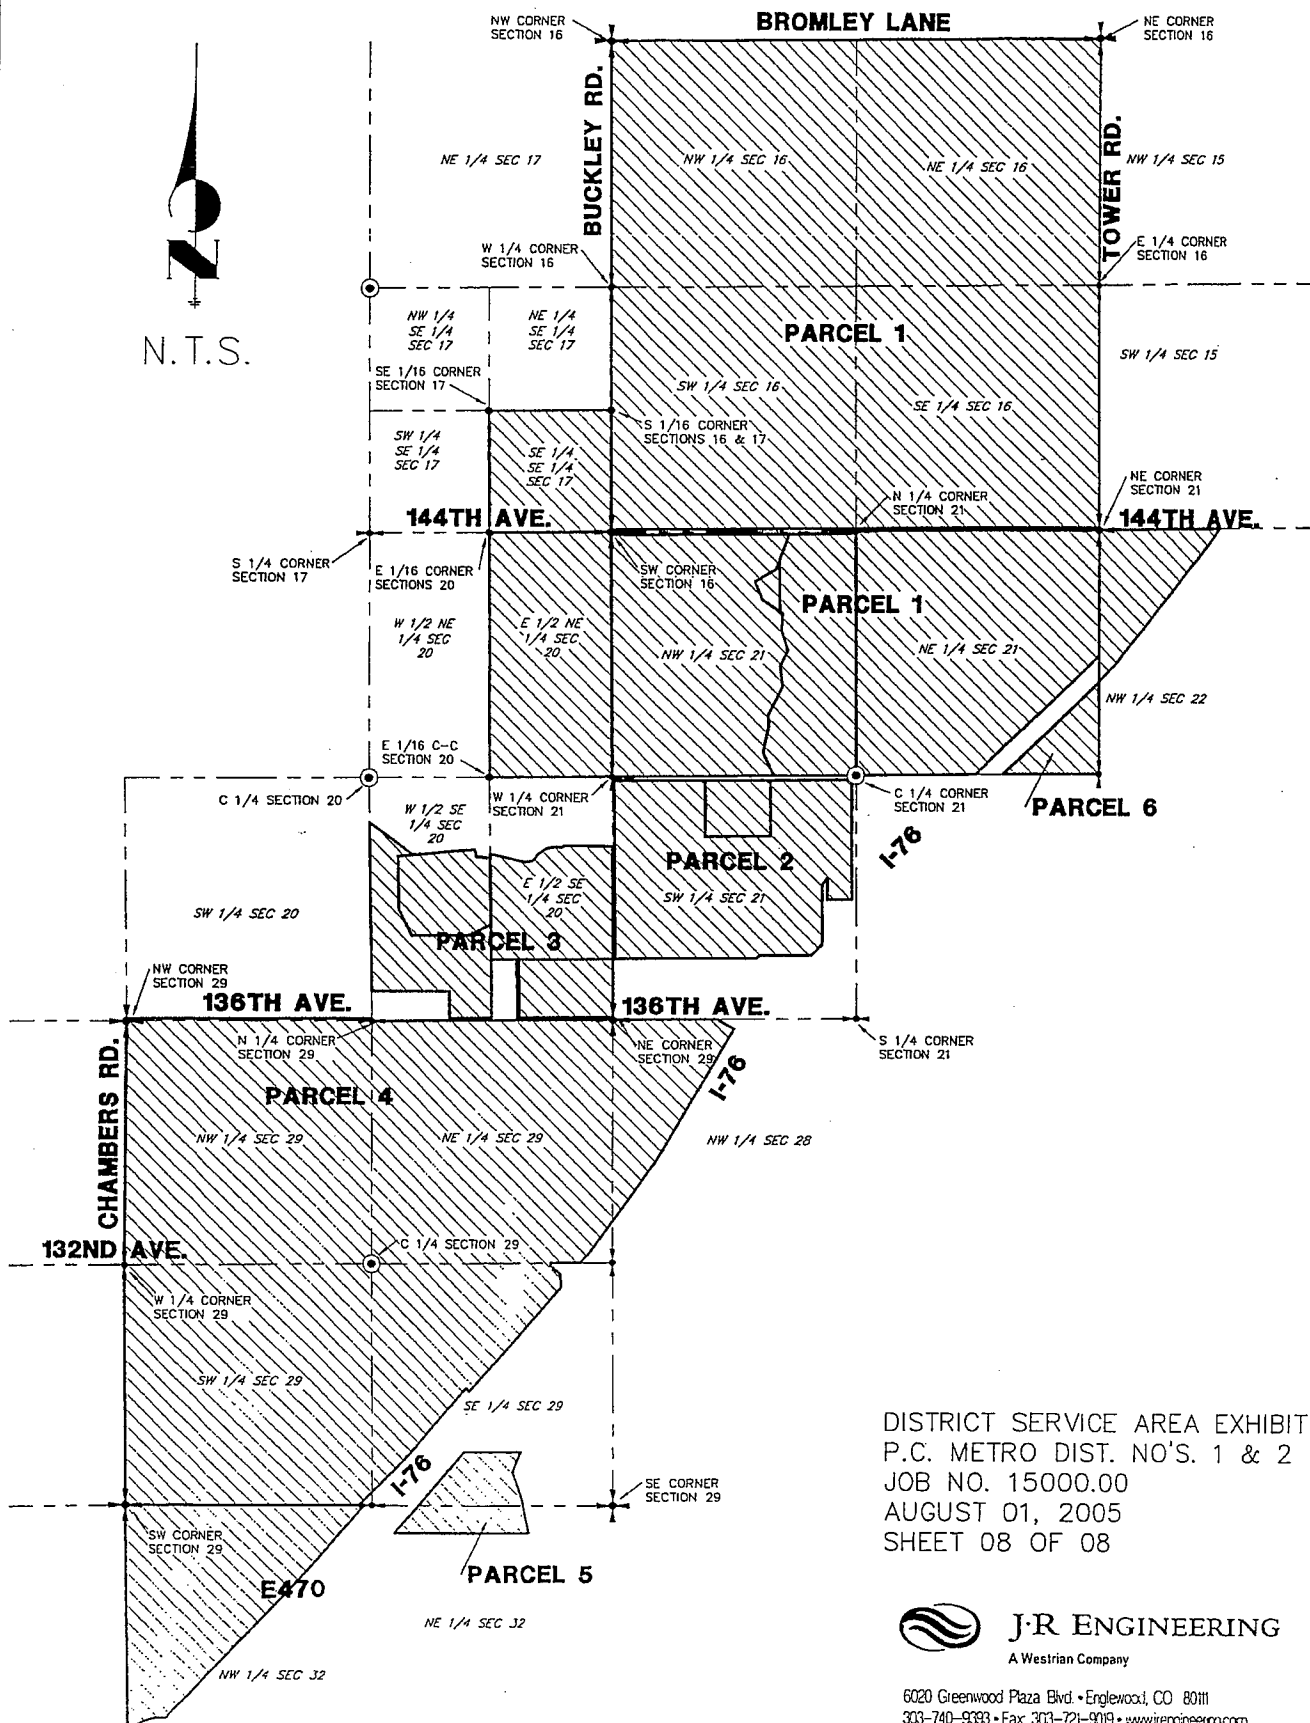 NW CORNER
SECTION 16
BROMLEY LANE
NE CORNER
SECTION 16
BUCKLEY RD.
TOWER RD.
NE 1/4 SEC 17
NW 1/4 SEC 16
NE 1/4 SEC 16
NW 1/4 SEC 15
N
N.T.S.
W 1/4 CORNER
SECTION 16
E 1/4 CORNER
SECTION 16
NW 1/4
SE 1/4
SEC 17
NE 1/4
SE 1/4
SEC 17
PARCEL 1
SW 1/4 SEC 15
SE 1/16 CORNER
SECTION 17
SW 1/4 SEC 16
SE 1/4 SEC 16
S 1/16 CORNER
SECTIONS 16 & 17
SW 1/4
SE 1/4
SEC 17
SE 1/4
SE 1/4
SEC 17
NE CORNER
SECTION 21
N 1/4 CORNER
SECTION 21
144TH AVE.
144TH AVE.
S 1/4 CORNER
SECTION 17
E 1/16 CORNER
SECTIONS 20
SW CORNER
SECTION 16
PARCEL 1
W 1/2 NE
1/4 SEC
20
E 1/2 NE
1/4 SEC
20
NW 1/4 SEC 21
NE 1/4 SEC 21
NW 1/4 SEC 22
E 1/16 C-C
SECTION 20
C 1/4 SECTION 20
W 1/4 CORNER
SECTION 21
C 1/4 CORNER
SECTION 21
PARCEL 6
W 1/2 SE
1/4 SEC
20
I-76
PARCEL 2
E 1/2 SE
1/4 SEC
20
SW 1/4 SEC 21
SW 1/4 SEC 20
PARCEL 3
NW CORNER
SECTION 29
136TH AVE.
136TH AVE.
N 1/4 CORNER
SECTION 29
NE CORNER
SECTION 29
S 1/4 CORNER
SECTION 21
I-76
CHAMBERS RD.
PARCEL 4
NW 1/4 SEC 29
NE 1/4 SEC 29
NW 1/4 SEC 28
132ND AVE.
C 1/4 SECTION 29
W 1/4 CORNER
SECTION 29
SW 1/4 SEC 29
SE 1/4 SEC 29
I-76
SE CORNER
SECTION 29
SW CORNER
SECTION 29
PARCEL 5
E470
NE 1/4 SEC 32
NW 1/4 SEC 32
DISTRICT SERVICE AREA EXHIBIT
P.C. METRO DIST. NO'S. 1 & 2
JOB NO. 15000.00
AUGUST 01, 2005
SHEET 08 OF 08
J·R ENGINEERING
A Westrian Company
6020 Greenwood Plaza Blvd. • Englewood, CO 80111
303-740-9393 • Fax: 303-721-9019 • www.jrengineering.com